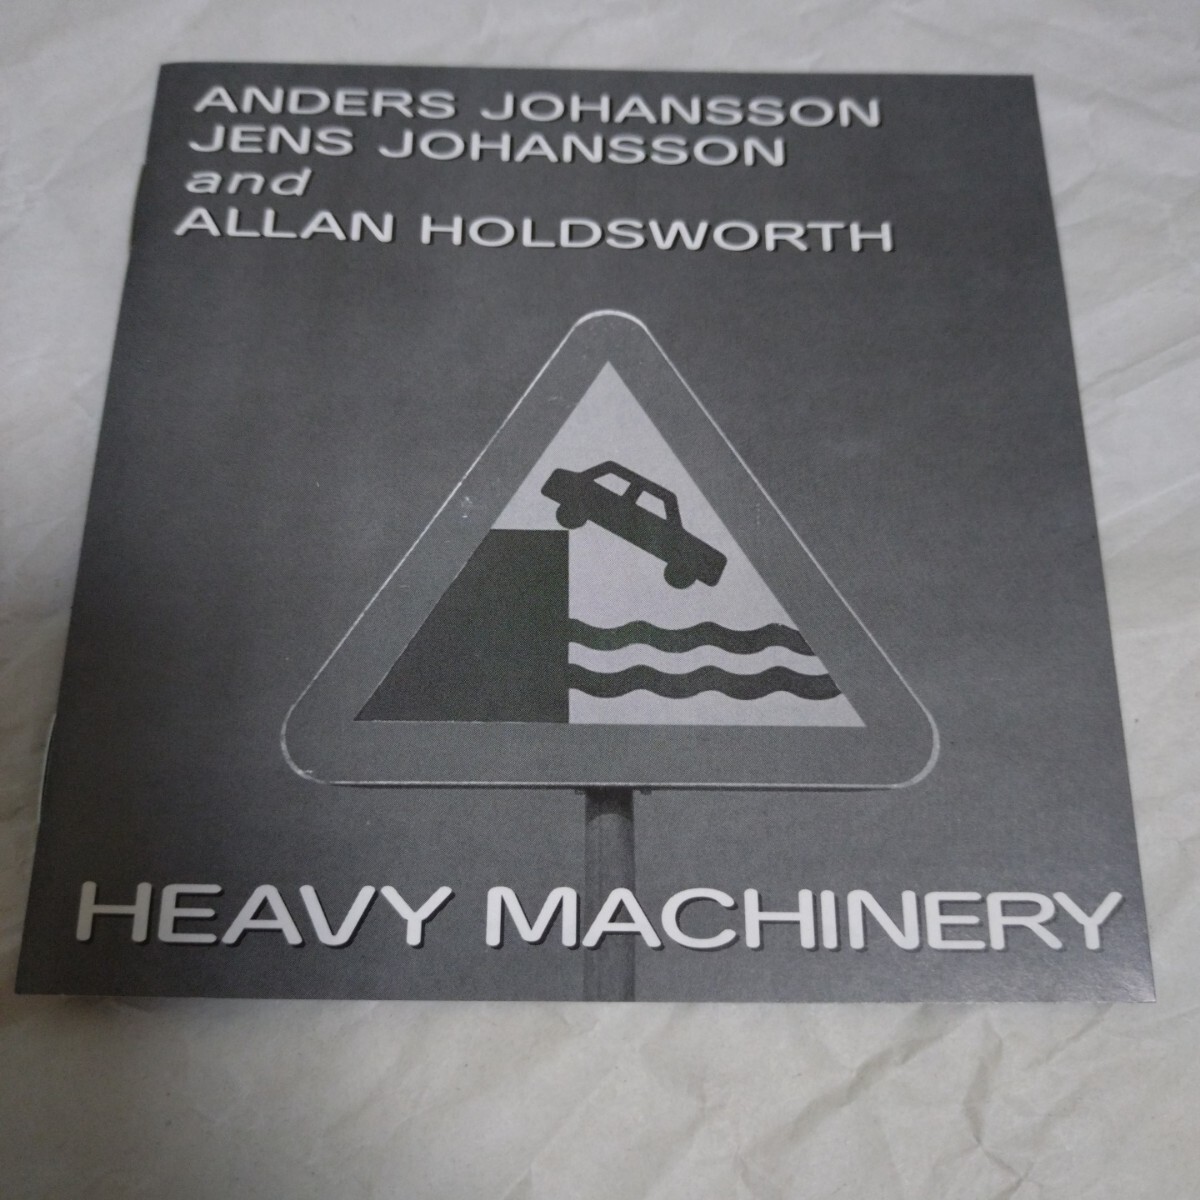 ANDERS JOHANSSON
JENS JOHANSSON
and
ALLAN HOLDSWORTH
HEAVY MACHINERY